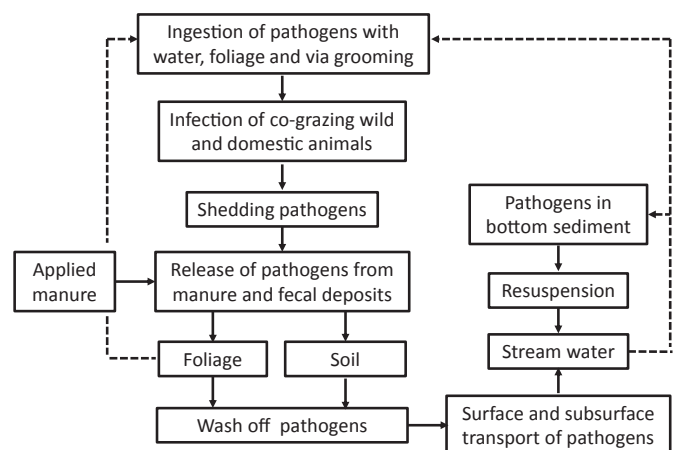 Ingestion of pathogens with
water, foliage and via grooming
Infection of co-grazing wild
and domestic animals
Shedding pathogens
Pathogens in
bottom sediment
Applied
manure
Release of pathogens from
manure and fecal deposits
Resuspension
Foliage
Soil
Stream water
Wash off pathogens
Surface and subsurface
transport of pathogens